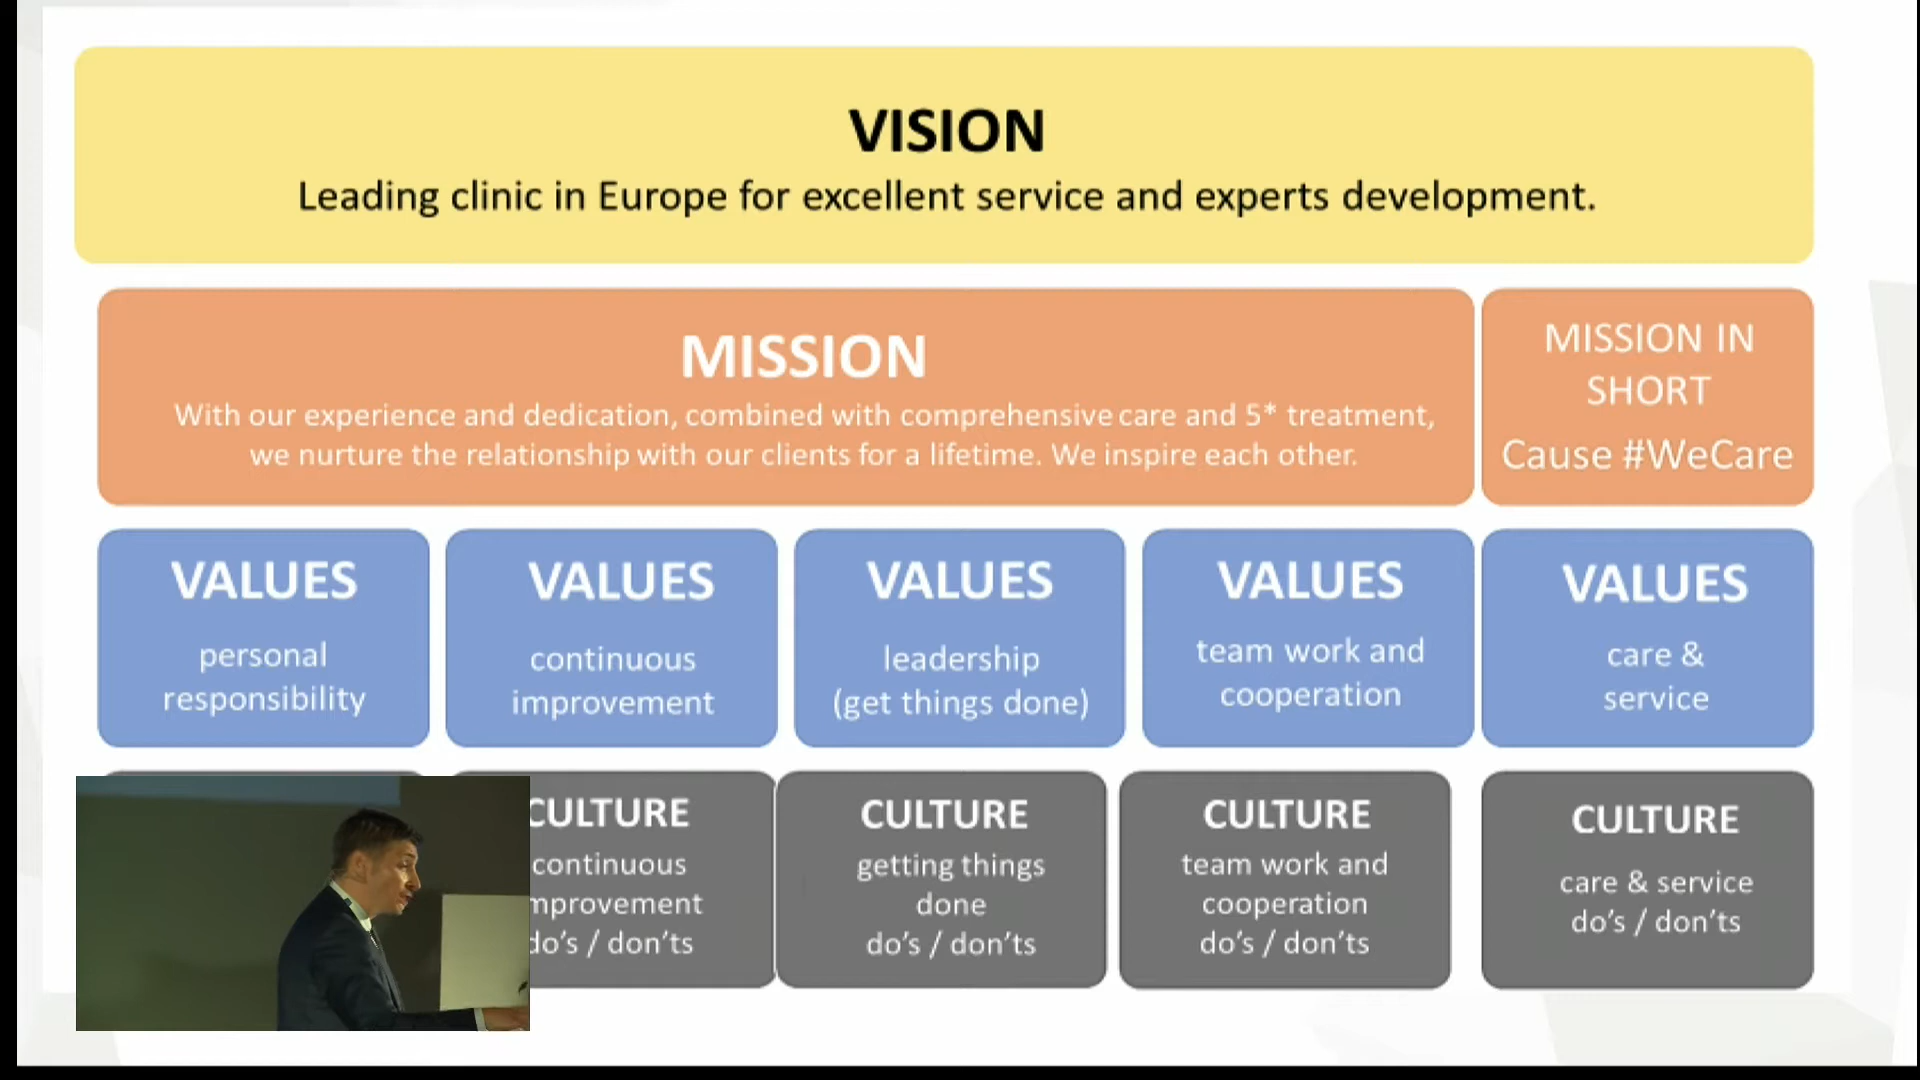 VISION
Leading clinic in Europe for excellent service and experts development.
MISSION
With our experience and dedication, combined with comprehensive care and 5* treatment,
we nurture the relationship with our clients for a lifetime. We inspire each other.
MISSION IN
SHORT
Cause #WeCare
VALUES
personal
responsibility
VALUES
continuous
improvement
VALUES
leadership
(get things done)
VALUES
team work and
cooperation
VALUES
care &
service
CULTURE
continuous
mprovement
do's / don'ts
CULTURE
getting things
done
do's / don'ts
CULTURE
team work and
cooperation
do's / don'ts
CULTURE
care & service
do's / don'ts